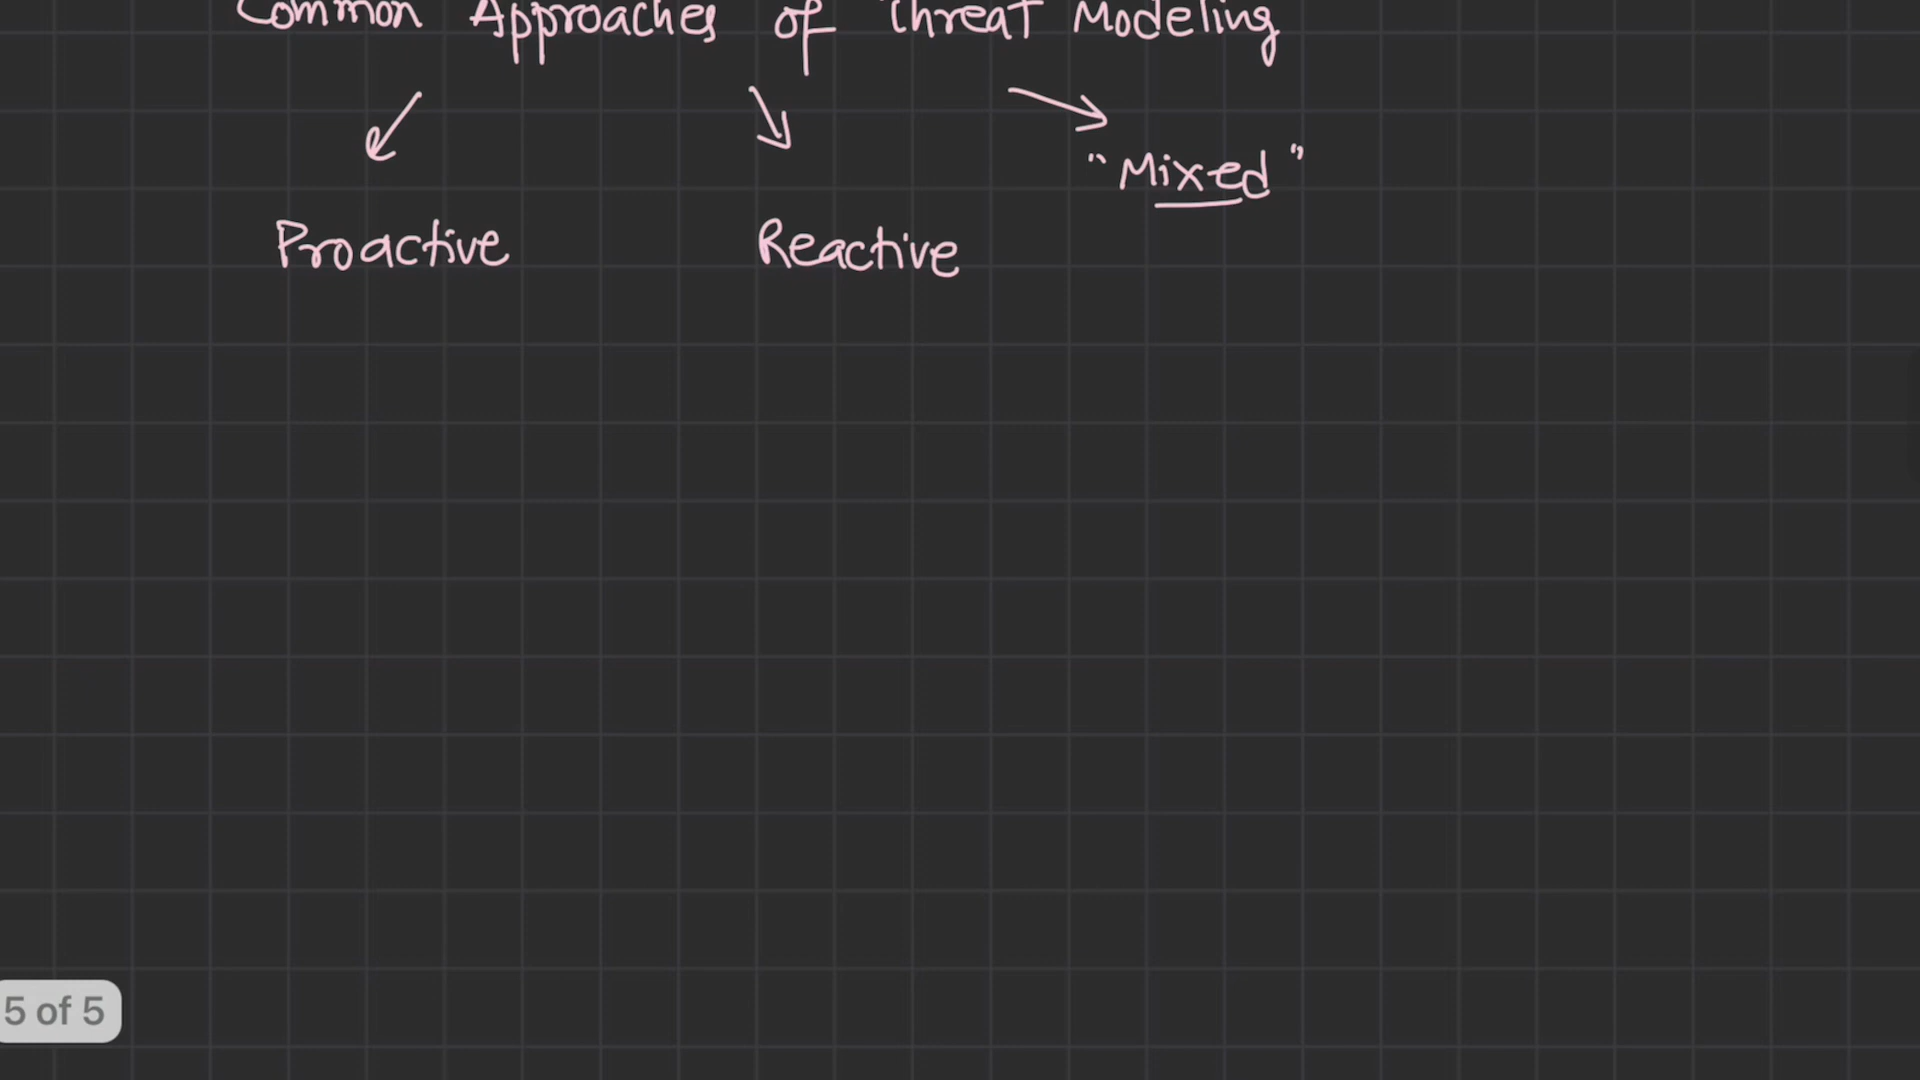 Common Approaches of Threat Modeling
"Mixed"
Proactive Reactive
5 of 5